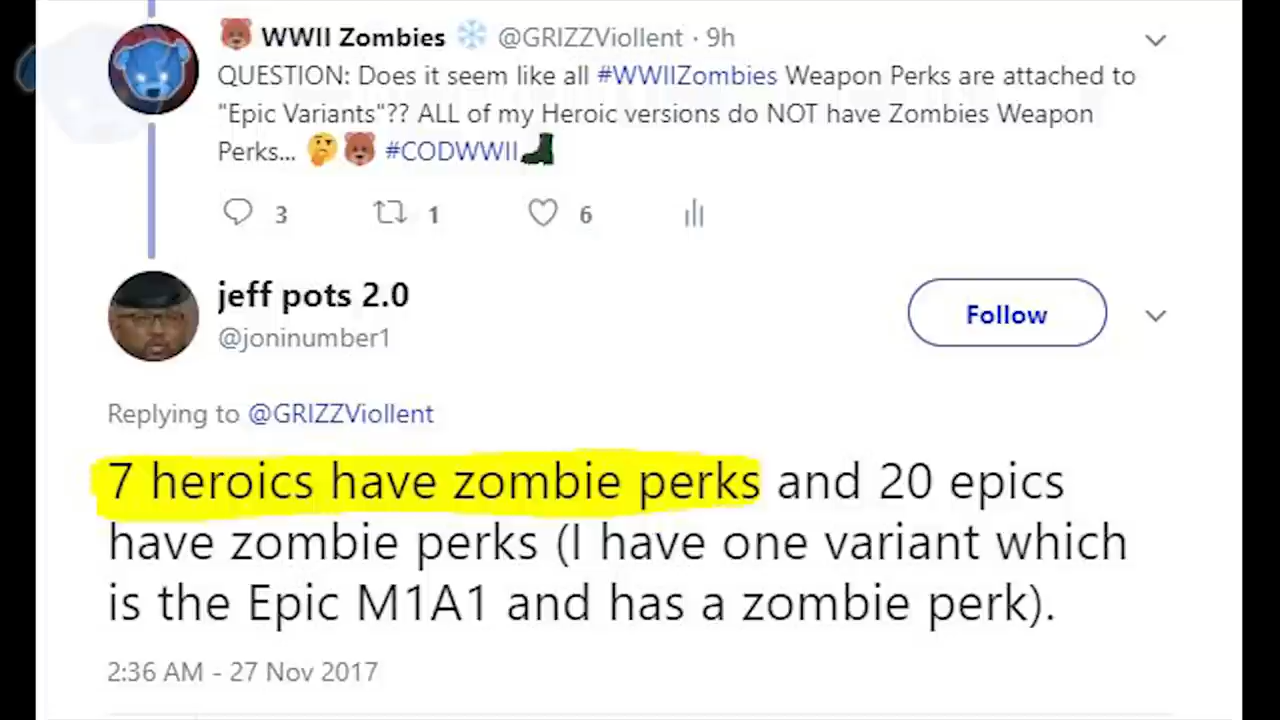 WWII Zombies @GRIZZViollent · 9h
QUESTION: Does it seem like all #WWIIZombies Weapon Perks are attached to
"Epic Variants"?? ALL of my Heroic versions do NOT have Zombies Weapon
Perks... #CODWWII
3 1 6
jeff pots 2.0
Follow
@joninumber1
Replying to @GRIZZViollent
7 heroics have zombie perks and 20 epics
have zombie perks (I have one variant which
is the Epic M1A1 and has a zombie perk).
2:36 AM - 27 Nov 2017